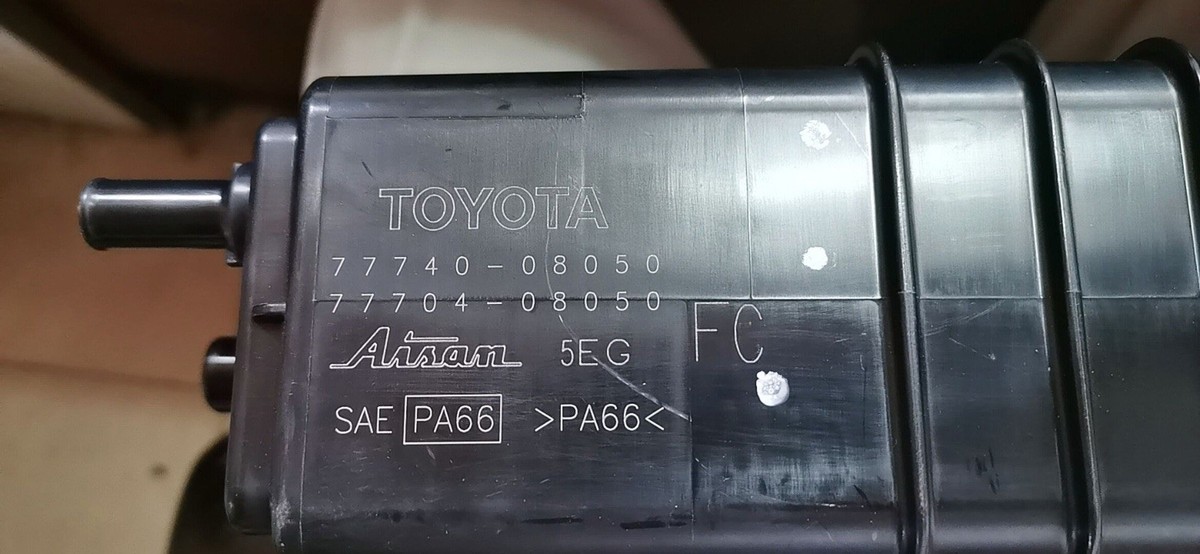 TOYOTA
77740-08050
77704-08050
Aisan 5EG
FC
SAE PA66 >PA66<